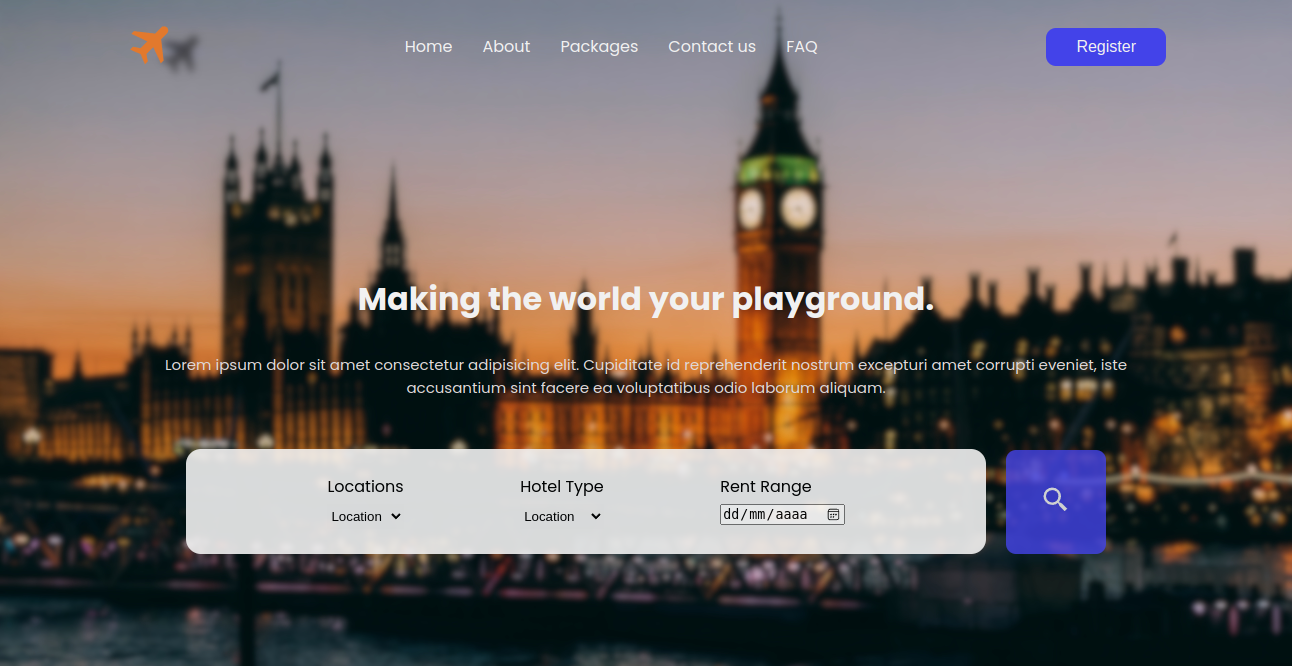 Home About Packages Contact us FAQ Register
Making the world your playground.
Lorem ipsum dolor sit amet consectetur adipisicing elit. Cupiditate id reprehenderit nostrum excepturi amet corrupti eveniet, iste
accusantium sint facere ea voluptatibus odio laborum aliquam.
Locations Hotel Type Rent Range
Location Location dd/mm/aaaa